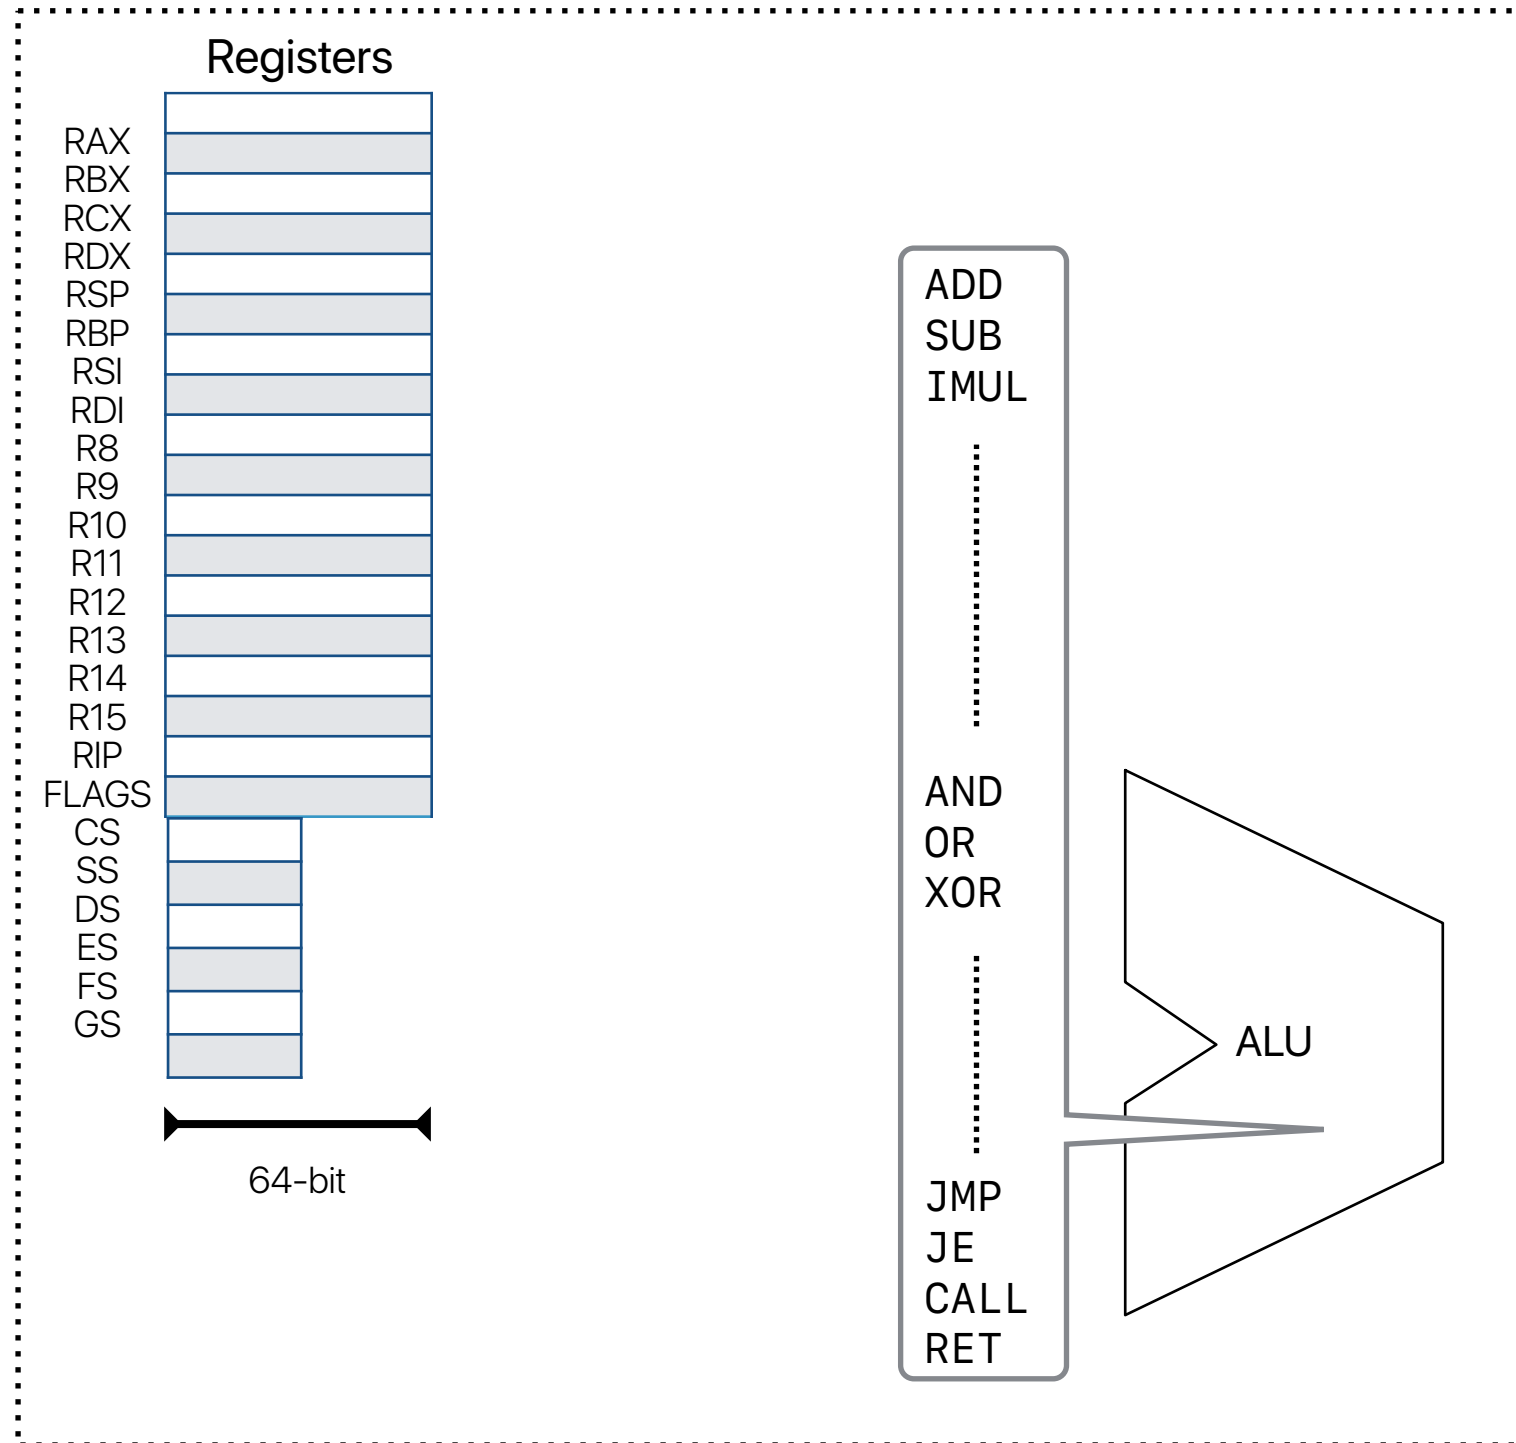 Registers
RAX
RBX
RCX
RDX
RSP
RBP
RSI
RDI
R8
R9
R10
R11
R12
R13
R14
R15
RIP
FLAGS
CS
SS
DS
ES
FS
GS
64-bit
ADD
SUB
IMUL
AND
OR
XOR
JMP
JE
CALL
RET
ALU